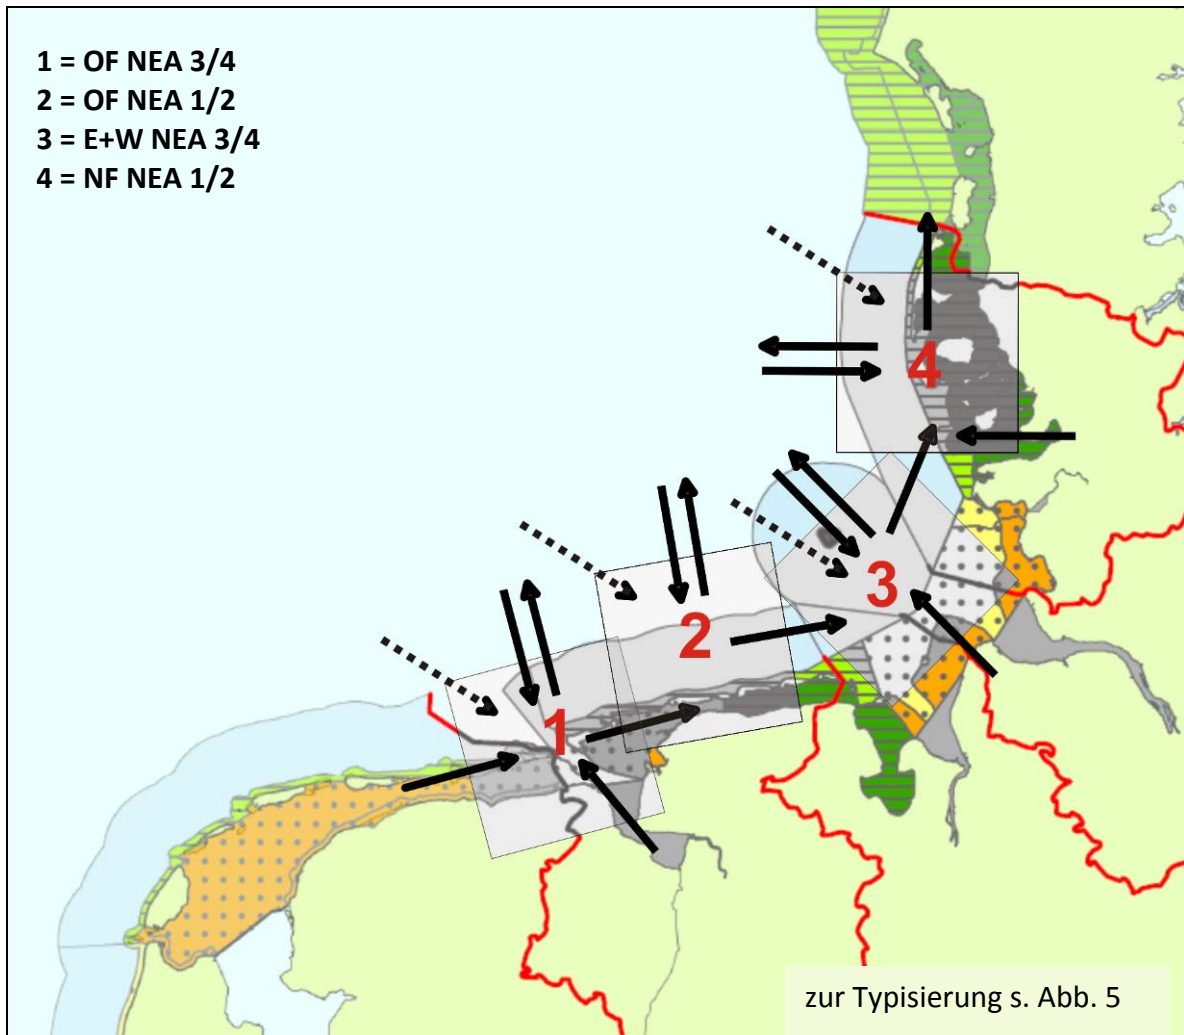 1 = OF NEA 3/4
2 = OF NEA 1/2
3 = E+W NEA 3/4
4 = NF NEA 1/2
4
3
2
1
zur Typisierung s. Abb. 5